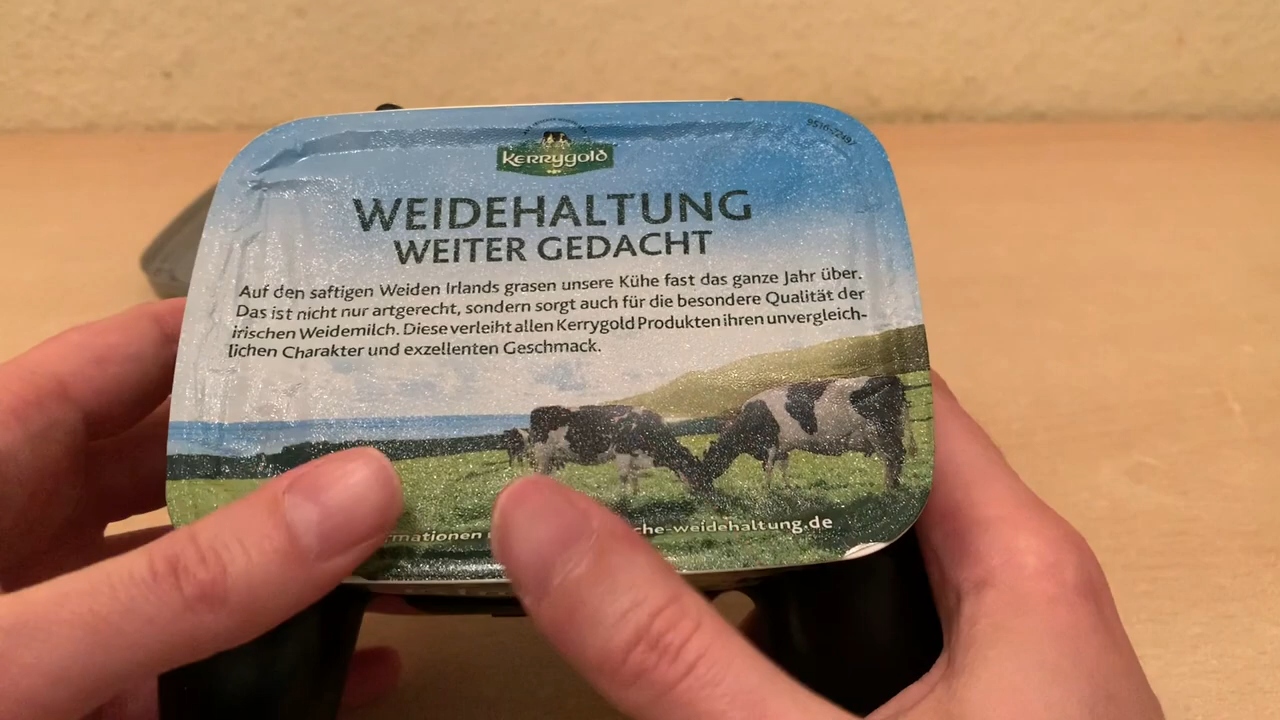 Kerrygold
WEIDEHALTUNG
WEITER GEDACHT
Auf den saftigen Weiden Irlands grasen unsere Kühe fast das ganze Jahr über.
Das ist nicht nur artgerecht, sondern sorgt auch für die besondere Qualität der
irischen Weidemilch. Diese verleiht allen Kerrygold Produkten ihren unvergleich-
lichen Charakter und exzellenten Geschmack.
che-weidehaltung.de